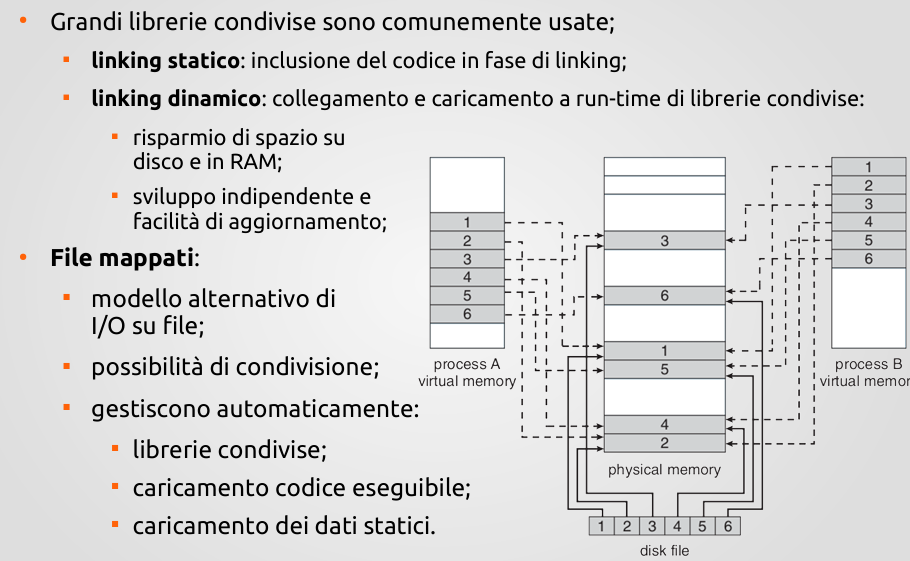 Grandi librerie condivise sono comunemente usate;
linking statico: inclusione del codice in fase di linking;
linking dinamico: collegamento e caricamento a run-time di librerie condivise:
risparmio di spazio su
disco e in RAM;
sviluppo indipendente e
facilità di aggiornamento;
File mappati:
modello alternativo di
I/O su file;
possibilità di condivisione;
gestiscono automaticamente:
librerie condivise;
caricamento codice eseguibile;
caricamento dei dati statici.
1
2
3
4
5
6
process A
virtual memory
3
6
1
5
4
2
physical memory
1
2
3
4
5
6
process B
virtual memor
1 2 3 4 5 6
disk file